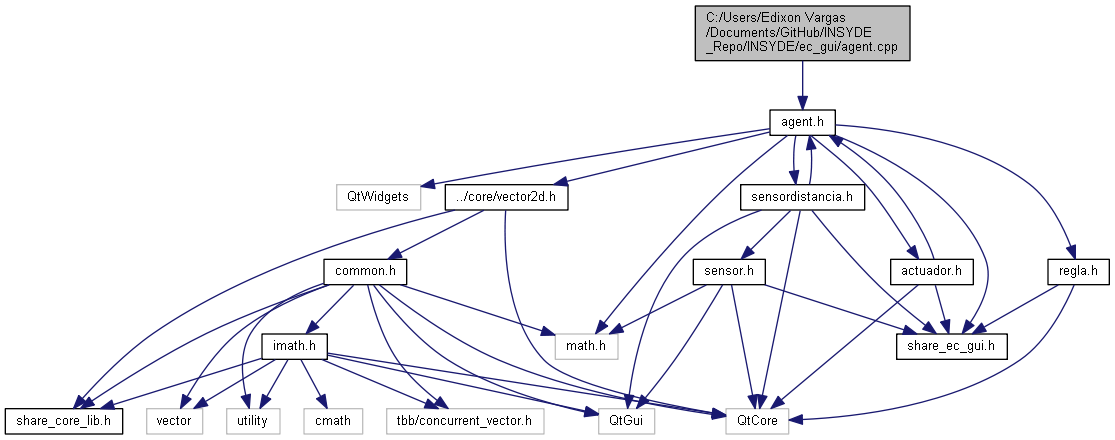 C:/Users/Edixon Vargas
/Documents/GitHub/INSYDE
_Repo/INSYDE/ec_gui/agent.cpp
agent.h
QtWidgets
../core/vector2d.h
sensordistancia.h
common.h
sensor.h
actuador.h
regla.h
imath.h
math.h
share_ec_gui.h
share_core_lib.h
vector
utility
cmath
tbb/concurrent_vector.h
QtGui
QtCore